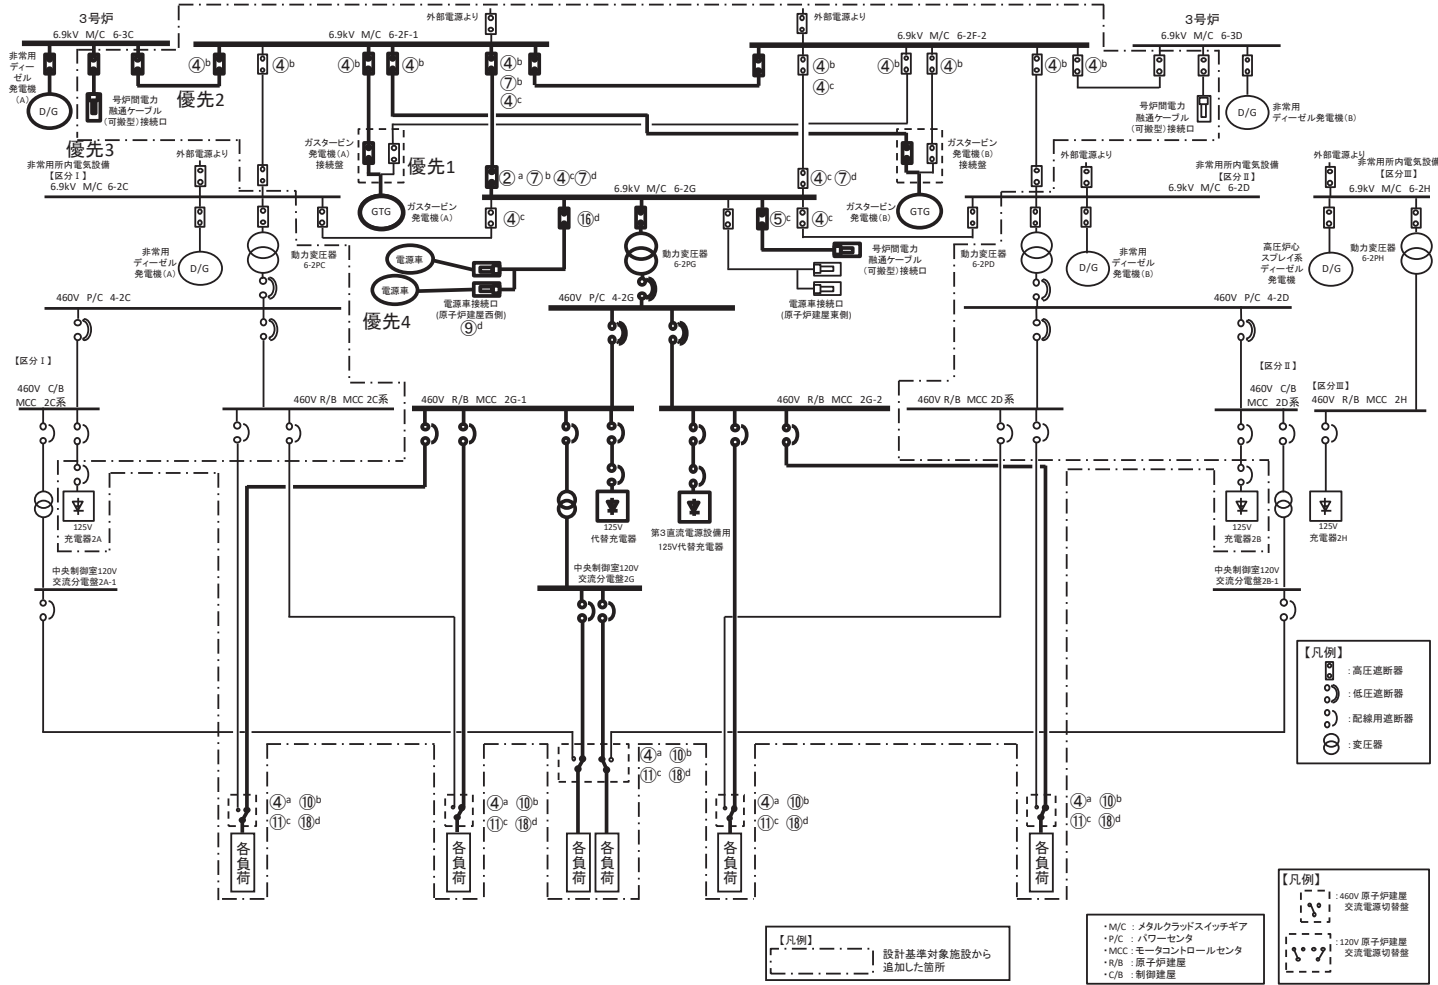 3号炉
6.9kV M/C 6-3C
6.9kV M/C 6-2F-1
外部電源より
外部電源より
6.9kV M/C 6-2F-2
3号炉
6.9kV M/C 6-3D
非常用
ディー
ゼル
発電機
(A)
D/G
④b
④b
④b
④b
④b
⑦b
④c
④b
④c
④b
④b
④b
④b
優先2
号炉間電力
融通ケーブル
(可搬型)接続口
優先3
ガスタービン
発電機(A)
接続盤
優先1
ガスタービン
発電機(B)
接続盤
号炉間電力
融通ケーブル
(可搬型)接続口
D/G
非常用
ディーゼル発電機(B)
外部電源より
非常用所内電気設備
【区分Ⅰ】
6.9kV M/C 6-2C
②a ⑦b ④c⑦d
6.9kV M/C 6-2G
④c ⑦d
外部電源より
非常用所内電気設備
【区分Ⅱ】
6.9kV M/C 6-2D
外部電源より
非常用所内電気設備
【区分Ⅲ】
6.9kV M/C 6-2H
GTG
ガスタービン
発電機(A)
④c
⑯d
⑤c
④c
ガスタービン
発電機(B)
GTG
非常用
ディーゼル
発電機(A)
D/G
動力変圧器
6-2PC
電源車
電源車
動力変圧器
6-2PG
号炉間電力
融通ケーブル
(可搬型)接続口
動力変圧器
6-2PD
D/G
非常用
ディーゼル
発電機(B)
高圧炉心
スプレイ系
ディーゼル
発電機
D/G
動力変圧器
6-2PH
460V P/C 4-2C
優先4
電源車接続口
(原子炉建屋西側)
⑨d
460V P/C 4-2G
電源車接続口
(原子炉建屋東側)
460V P/C 4-2D
【区分Ⅰ】
460V C/B
MCC 2C系
460V R/B MCC 2C系
460V R/B MCC 2G-1
460V R/B MCC 2G-2
460V R/B MCC 2D系
【区分Ⅱ】
460V C/B
MCC 2D系
【区分Ⅲ】
460V R/B MCC 2H
125V
充電器2A
125V
代替充電器
第3直流電源設備用
125V代替充電器
125V
充電器2B
125V
充電器2H
中央制御室120V
交流分電盤2A-1
中央制御室120V
交流分電盤2G
中央制御室120V
交流分電盤2B-1
【凡例】
:高圧遮断器
:低圧遮断器
:配線用遮断器
:変圧器
④a ⑩b
⑪c ⑱d
④a ⑩b
⑪c ⑱d
④a ⑩b
⑪c ⑱d
④a ⑩b
⑪c ⑱d
④a ⑩b
⑪c ⑱d
各負荷
各負荷
各負荷
各負荷
各負荷
各負荷
【凡例】
設計基準対象施設から
追加した箇所
・M/C :メタルクラッドスイッチギア
・P/C :パワーセンタ
・MCC :モータコントロールセンタ
・R/B :原子炉建屋
・C/B :制御建屋
【凡例】
:460V 原子炉建屋
交流電源切替盤
:120V 原子炉建屋
交流電源切替盤